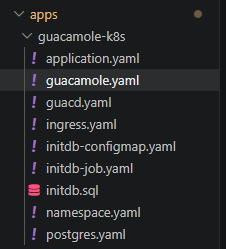 apps
guacamole-k8s
! application.yaml
! guacamole.yaml
! guacd.yaml
! ingress.yaml
! initdb-configmap.yaml
! initdb-job.yaml
initdb.sql
! namespace.yaml
! postgres.yaml